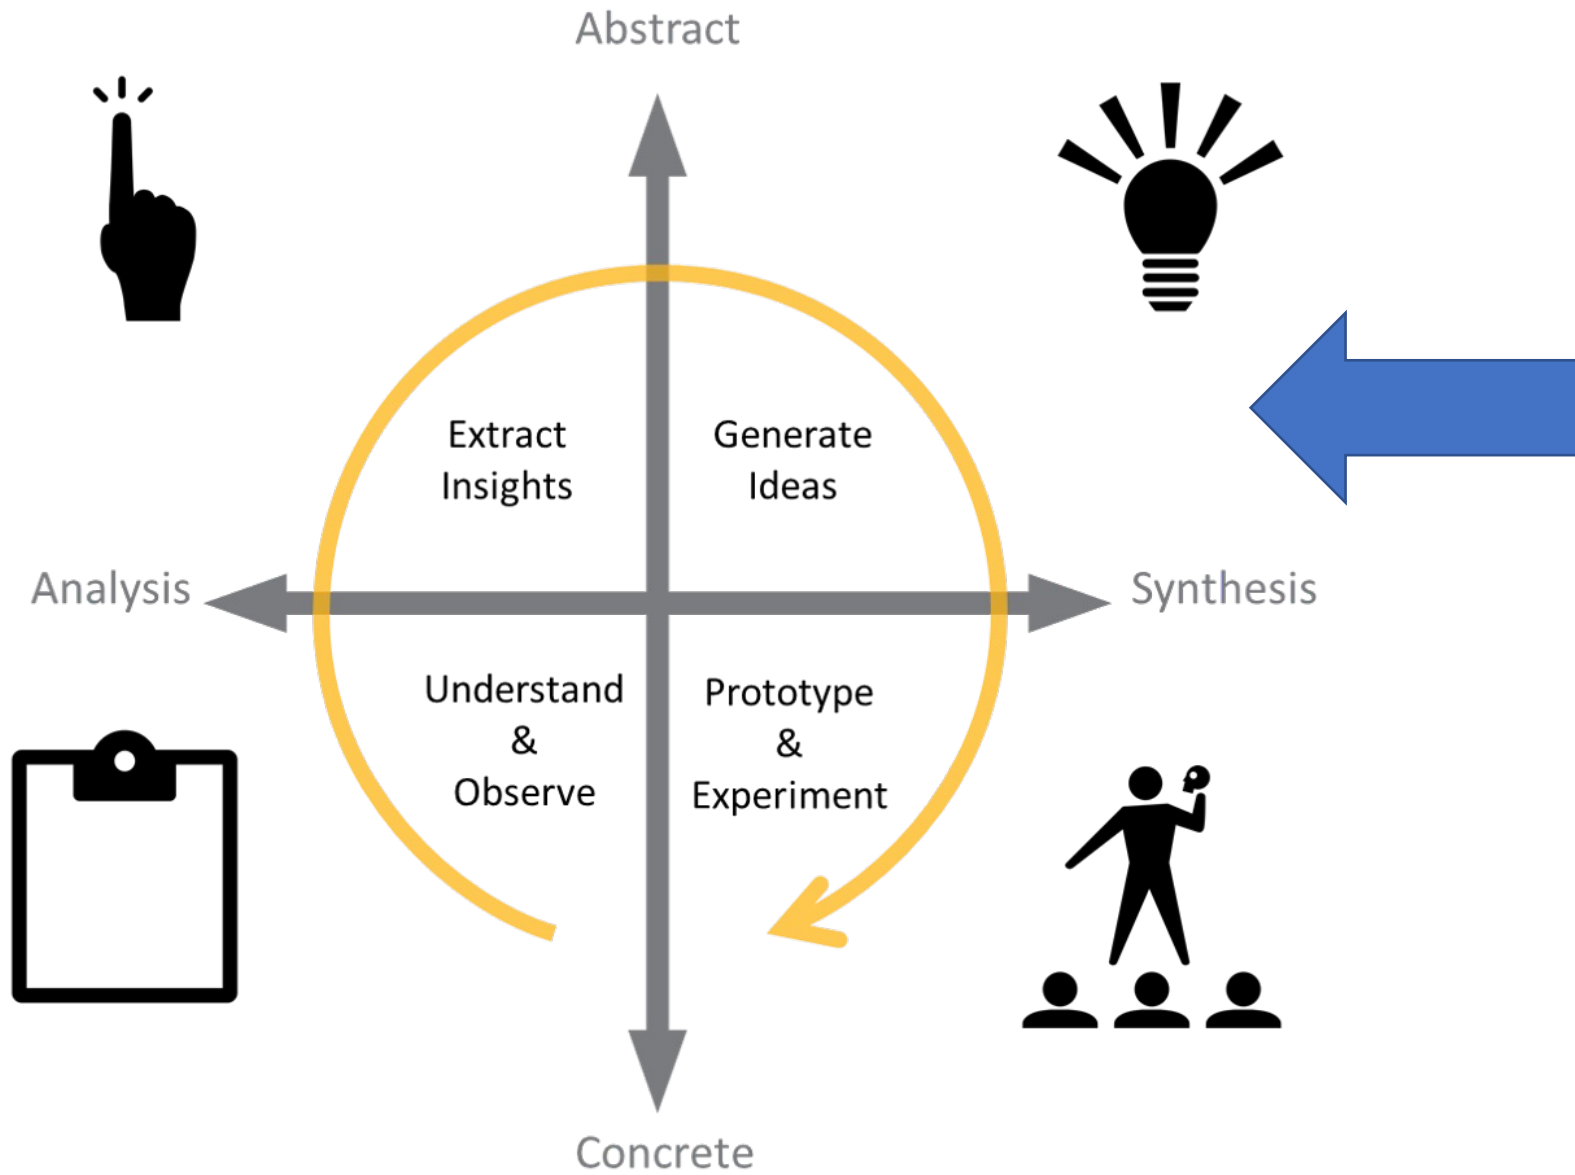 Abstract
Extract
Insights
Generate
Ideas
Analysis
Synthesis
Understand
&
Observe
Prototype
&
Experiment
Concrete